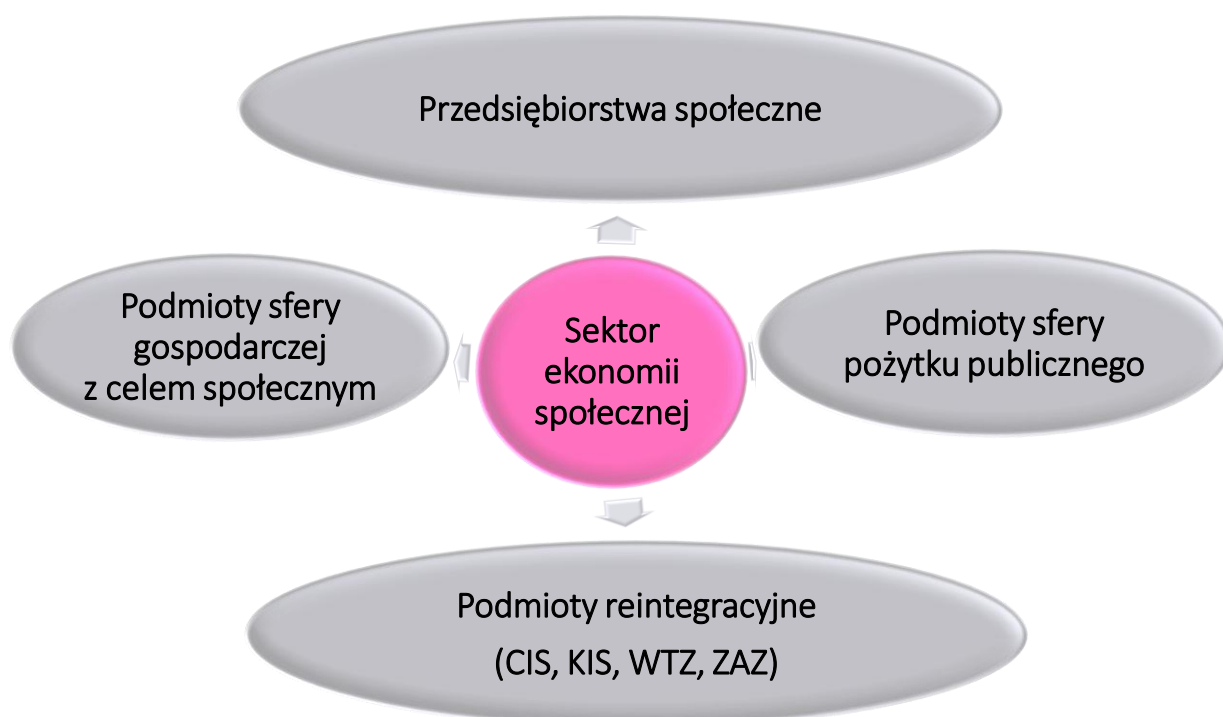 Przedsiębiorstwa społeczne
Podmioty sfery
gospodarczej
z celem społecznym
Sektor
ekonomii
społecznej
Podmioty sfery
pożytku publicznego
Podmioty reintegracyjne
(CIS, KIS, WTZ, ZAZ)